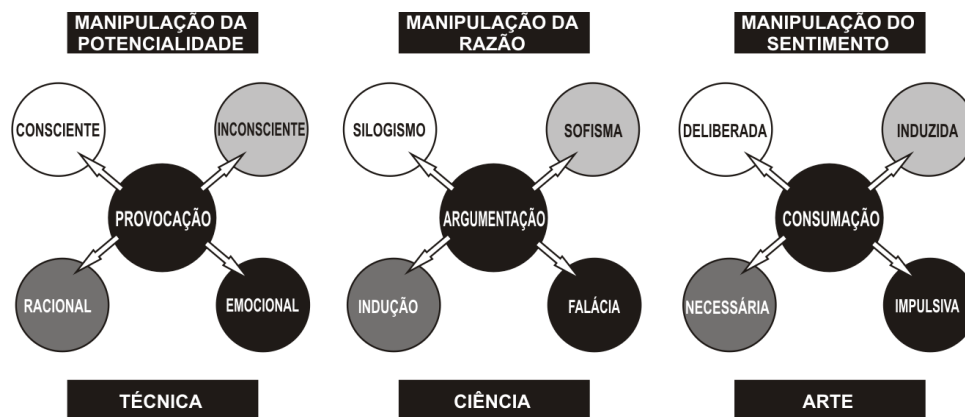 MANIPULAÇÃO DA
POTENCIALIDADE
CONSCIENTE
INCONSCIENTE
PROVOCAÇÃO
RACIONAL
EMOCIONAL
TÉCNICA
MANIPULAÇÃO DA
RAZÃO
SILOGISMO
SOFISMA
ARGUMENTAÇÃO
INDUÇÃO
FALÁCIA
CIÊNCIA
MANIPULAÇÃO DO
SENTIMENTO
DELIBERADA
INDUZIDA
CONSUMAÇÃO
NECESSÁRIA
IMPULSIVA
ARTE